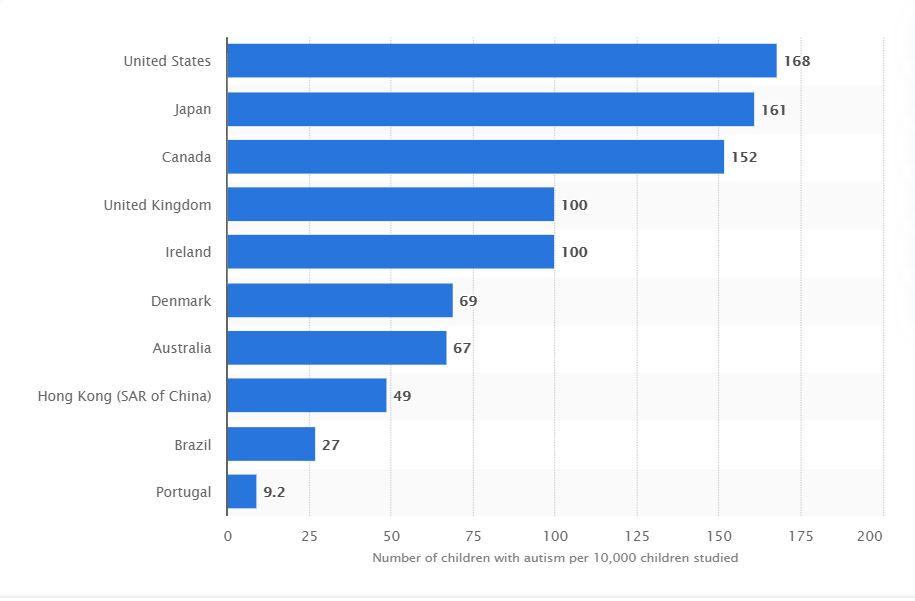 United States 168
Japan 161
Canada 152
United Kingdom 100
Ireland 100
Denmark 69
Australia 67
Hong Kong (SAR of China) 49
Brazil 27
Portugal 9.2
0 25 50 75 100 125 150 175 200
Number of children with autism per 10,000 children studied